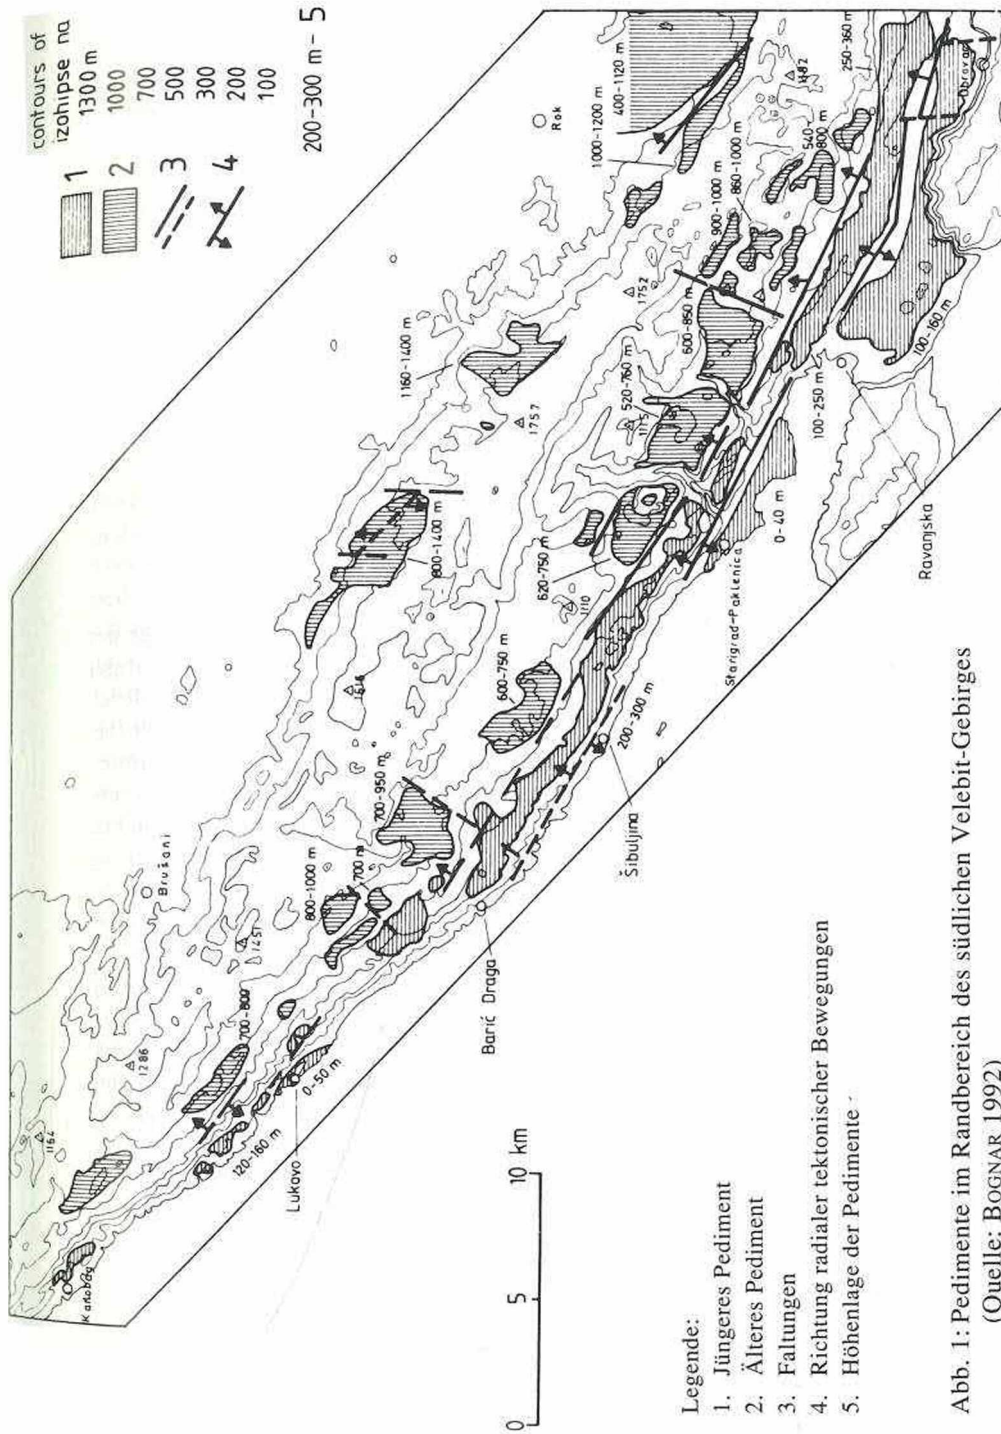 contours of
izohipse na
1300 m
1000
700
500
300
200
100
1
2
3
4
200-300 m - 5
Rok
1000-1200 m
400-1120 m
1182
250-360 m
Obrovac
540-
800 m
860-1000 m
900-1000 m
1752
600-850 m
1160-1400 m
1757
520-760 m
1115
100-160 m
100-250 m
0-40 m
Ravanjska
Starigrad-Paklenica
800-1400 m
620-750 m
1110
600-750 m
1616
200-300 m
Šibuljina
700-950 m
800-1000 m
700 m
Brušani
1451
Barić Draga
700-800
1286
0-50 m
Lukovo
120-160 m
1164
Karlobag
0
5
10 km
Legende:
1. Jüngeres Pediment
2. Älteres Pediment
3. Faltungen
4. Richtung radialer tektonischer Bewegungen
5. Höhenlage der Pedimente
Abb. 1: Pedimente im Randbereich des südlichen Velebit-Gebirges
(Quelle: BOGNAR 1992)